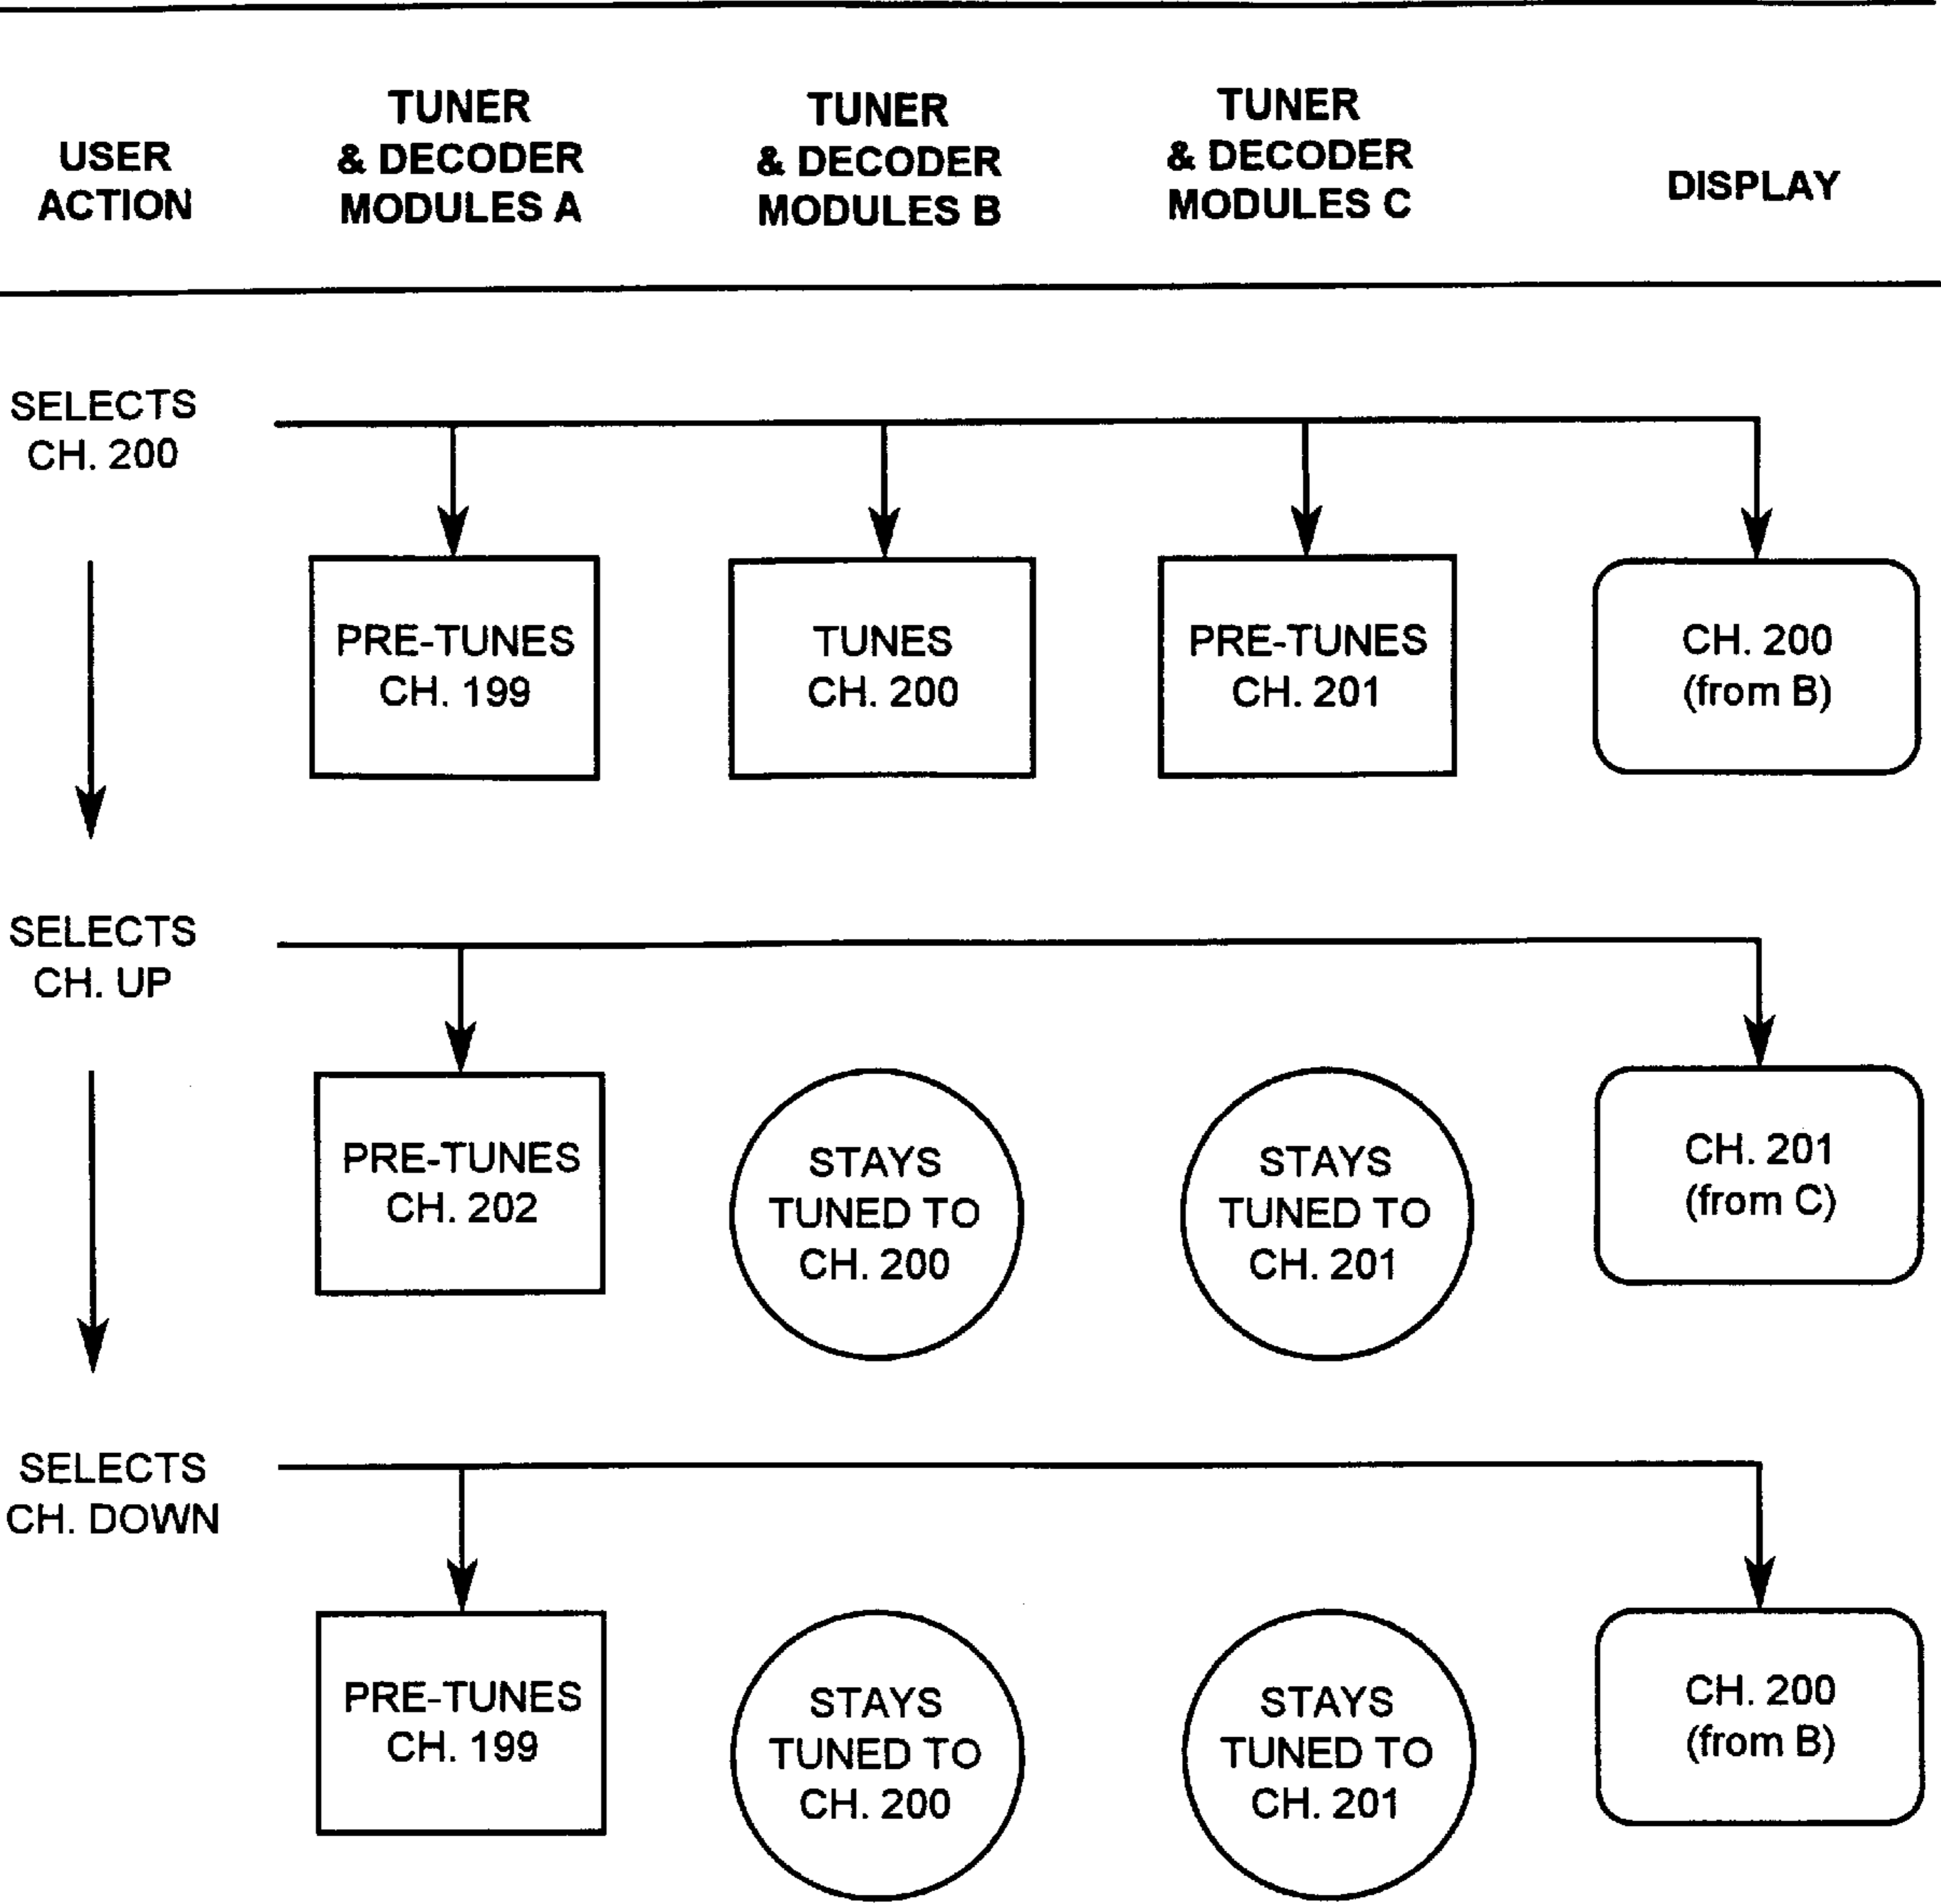 USER
ACTION
TUNER
& DECODER
MODULES A
TUNER
& DECODER
MODULES B
TUNER
& DECODER
MODULES C
DISPLAY
SELECTS
CH. 200
PRE-TUNES
CH. 199
TUNES
CH. 200
PRE-TUNES
CH. 201
CH. 200
(from B)
SELECTS
CH. UP
PRE-TUNES
CH. 202
STAYS
TUNED TO
CH. 200
STAYS
TUNED TO
CH. 201
CH. 201
(from C)
SELECTS
CH. DOWN
PRE-TUNES
CH. 199
STAYS
TUNED TO
CH. 200
STAYS
TUNED TO
CH. 201
CH. 200
(from B)